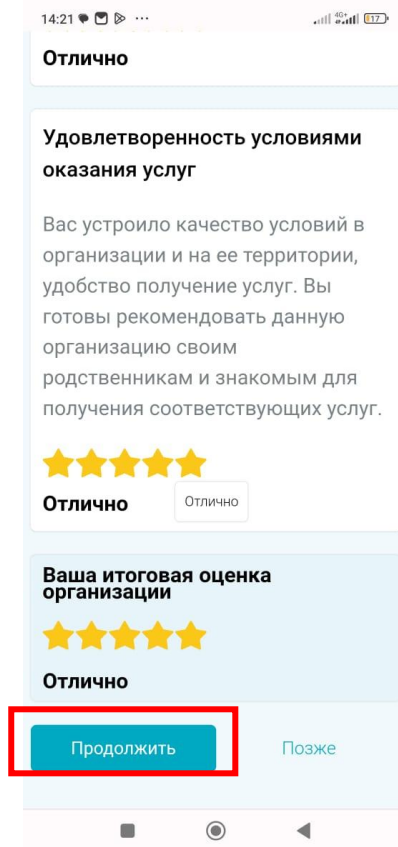 14:21
4G+
17
Отлично
Удовлетворенность условиями
оказания услуг
Вас устроило качество условий в
организации и на ее территории,
удобство получение услуг. Вы
готовы рекомендовать данную
организацию своим
родственникам и знакомым для
получения соответствующих услуг.
Отлично
Отлично
Ваша итоговая оценка
организации
Отлично
Продолжить
Позже